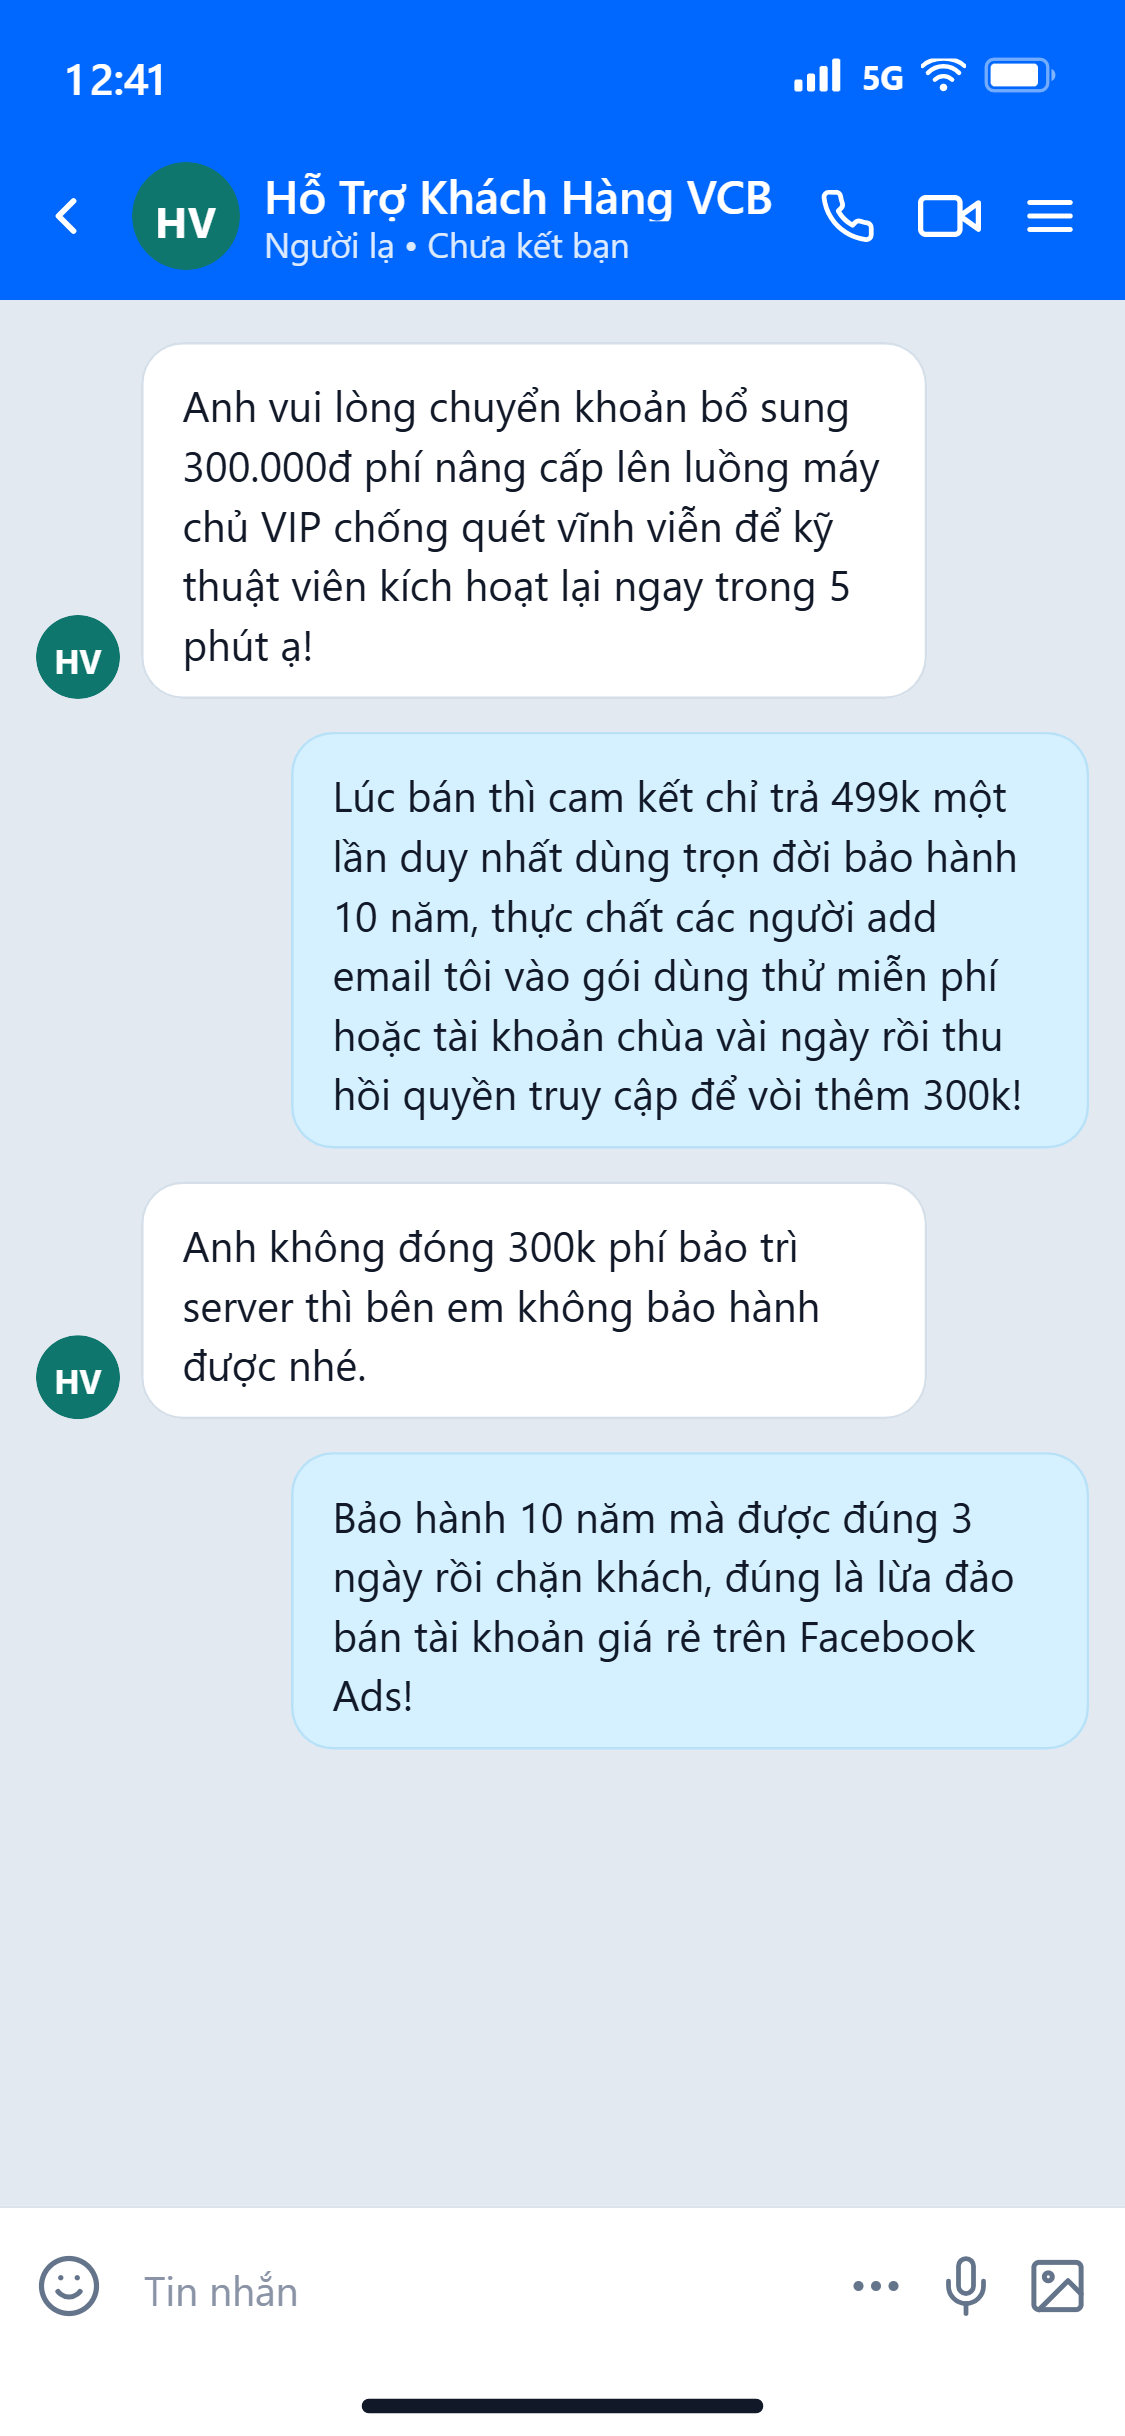 12:41
5G
HV
Hỗ Trợ Khách Hàng VCB
Người lạ • Chưa kết bạn
Anh vui lòng chuyển khoản bổ sung
300.000đ phí nâng cấp lên luồng máy
chủ VIP chống quét vĩnh viễn để kỹ
thuật viên kích hoạt lại ngay trong 5
phút ạ!
HV
Lúc bán thì cam kết chỉ trả 499k một
lần duy nhất dùng trọn đời bảo hành
10 năm, thực chất các người add
email tôi vào gói dùng thử miễn phí
hoặc tài khoản chùa vài ngày rồi thu
hồi quyền truy cập để vòi thêm 300k!
Anh không đóng 300k phí bảo trì
server thì bên em không bảo hành
được nhé.
HV
Bảo hành 10 năm mà được đúng 3
ngày rồi chặn khách, đúng là lừa đảo
bán tài khoản giá rẻ trên Facebook
Ads!
Tin nhắn